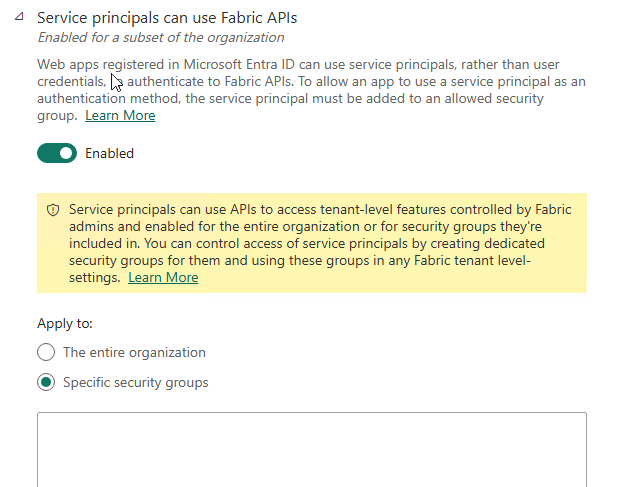 Service principals can use Fabric APIs
Enabled for a subset of the organization
Web apps registered in Microsoft Entra ID can use service principals, rather than user
credentials, to authenticate to Fabric APIs. To allow an app to use a service principal as an
authentication method, the service principal must be added to an allowed security
group. Learn More
Enabled
Service principals can use APIs to access tenant-level features controlled by Fabric
admins and enabled for the entire organization or for security groups they're
included in. You can control access of service principals by creating dedicated
security groups for them and using these groups in any Fabric tenant level-
settings. Learn More
Apply to:
The entire organization
Specific security groups